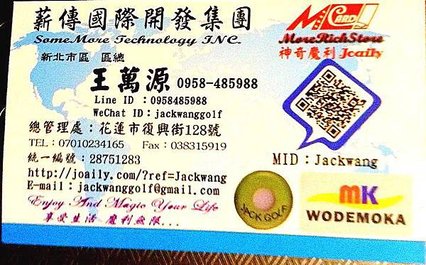 薪傳國際開發集團
SomeMore Technology INC.
新北市區 區總
王萬源 0958-485988
Line ID : 0958485988
WeChat ID : jackwanggolf
總管理處：花蓮市復興街128號
TEL : 07010234165 Fax : 038315919
統一編號 : 28751283
http://joaily.com/?ref=Jackwang
E-mail : jackwanggolf@gmail.com
Enjoy And Magic Your Life
享受生活 魔利無限...
M CARD
MoreRichStore
神奇魔利 Jcaily
MID : Jackwang
JACK GOLF
MK
WODEMOKA